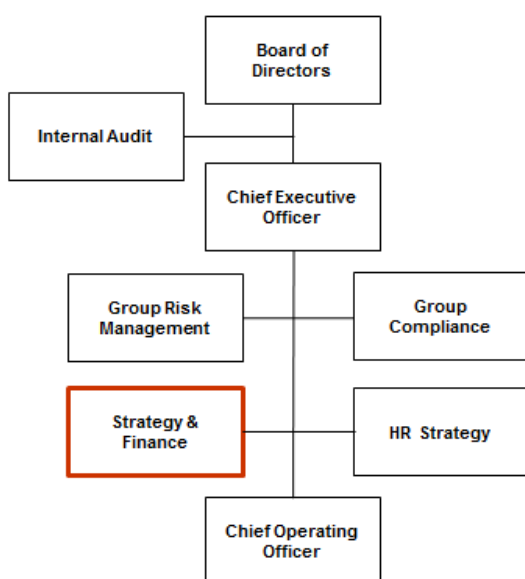 Board of
Directors
Internal Audit
Chief Executive
Officer
Group Risk
Management
Group
Compliance
Strategy &
Finance
HR Strategy
Chief Operating
Officer